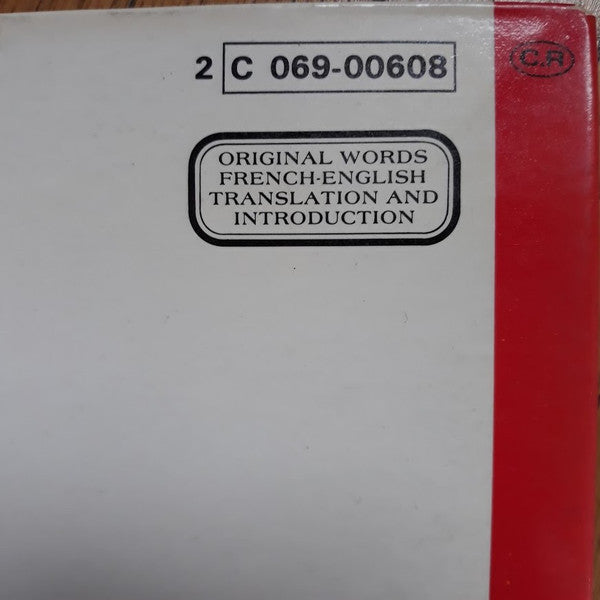 2 C 069-00608
C.R
ORIGINAL WORDS
FRENCH-ENGLISH
TRANSLATION AND
INTRODUCTION